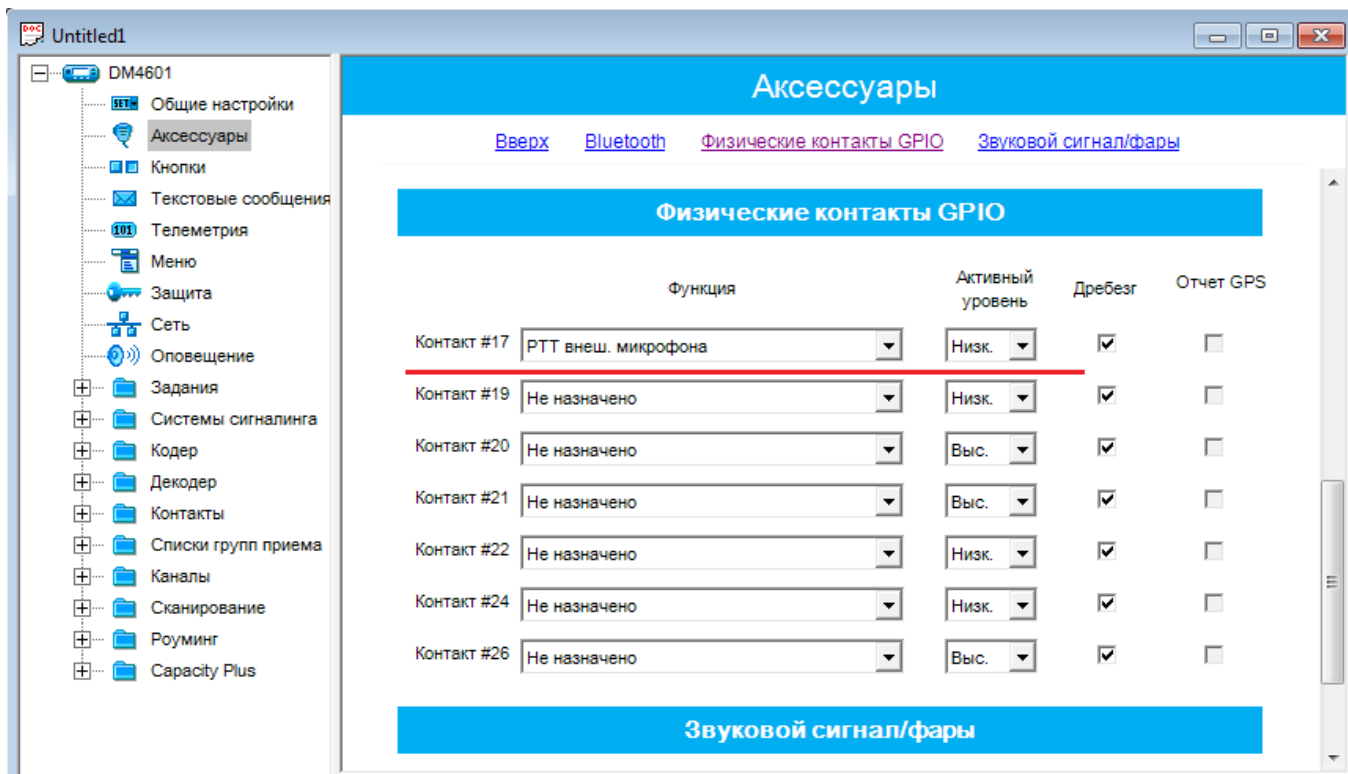 Untitled1
DM4601
Общие настройки
Аксессуары
Кнопки
Текстовые сообщения
Телеметрия
Меню
Защита
Сеть
Оповещение
Задания
Системы сигналинга
Кодер
Декодер
Контакты
Списки групп приема
Каналы
Сканирование
Роуминг
Capacity Plus
Аксессуары
Вверх Bluetooth Физические контакты GPIO Звуковой сигнал/фары
Физические контакты GPIO
Функция Активный уровень Дребезг Отчет GPS
Контакт #17 PTT внеш. микрофона Низк.
Контакт #19 Не назначено Низк.
Контакт #20 Не назначено Выс.
Контакт #21 Не назначено Выс.
Контакт #22 Не назначено Низк.
Контакт #24 Не назначено Низк.
Контакт #26 Не назначено Выс.
Звуковой сигнал/фары